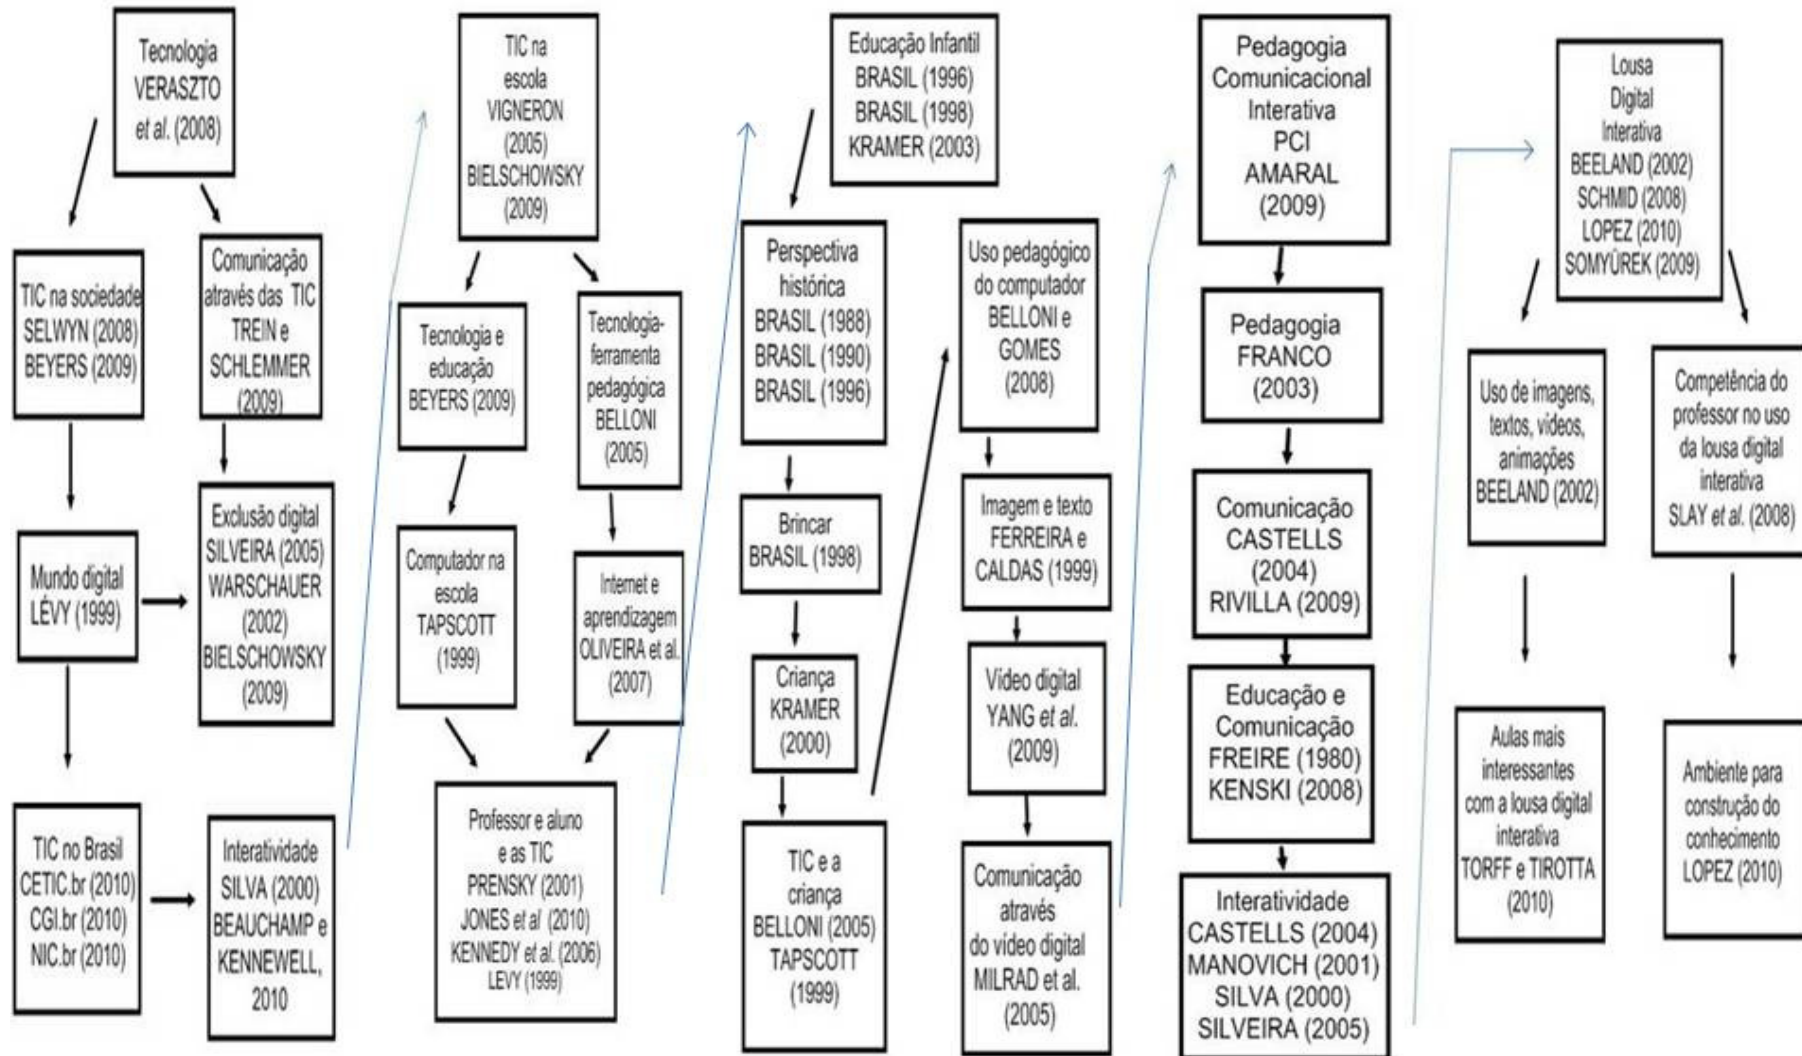 Tecnologia
VERASZTO
et al. (2008)
TIC na sociedade
SELWYN (2008)
BEYERS (2009)
Comunicação
através das TIC
TREIN e
SCHLEMMER
(2009)
Mundo digital
LÉVY (1999)
Exclusão digital
SILVEIRA (2005)
WARSCHAUER
(2002)
BIELSCHOWSKY
(2009)
TIC no Brasil
CETIC.br (2010)
CGI.br (2010)
NIC.br (2010)
Interatividade
SILVA (2000)
BEAUCHAMP e
KENNEWELL,
2010
TIC na
escola
VIGNERON
(2005)
BIELSCHOWSKY
(2009)
Tecnologia e
educação
BEYERS (2009)
Tecnologia-
ferramenta
pedagógica
BELLONI
(2005)
Computador na
escola
TAPSCOTT
(1999)
Internet e
aprendizagem
OLIVEIRA et al.
(2007)
Professor e aluno
e as TIC
PRENSKY (2001)
JONES et al (2010)
KENNEDY et al. (2006)
LEVY (1999)
Educação Infantil
BRASIL (1996)
BRASIL (1998)
KRAMER (2003)
Perspectiva
histórica
BRASIL (1988)
BRASIL (1990)
BRASIL (1996)
Brincar
BRASIL (1998)
Criança
KRAMER
(2000)
TIC e a
criança
BELLONI (2005)
TAPSCOTT
(1999)
Uso pedagógico
do computador
BELLONI e
GOMES
(2008)
Imagem e texto
FERREIRA e
CALDAS (1999)
Vídeo digital
YANG et al.
(2009)
Comunicação
através
do vídeo digital
MILRAD et al.
(2005)
Pedagogia
Comunicacional
Interativa
PCI
AMARAL
(2009)
Pedagogia
FRANCO
(2003)
Comunicação
CASTELLS
(2004)
RIVILLA (2009)
Educação e
Comunicação
FREIRE (1980)
KENSKI (2008)
Interatividade
CASTELLS (2004)
MANOVICH (2001)
SILVA (2000)
SILVEIRA (2005)
Lousa
Digital
Interativa
BEELAND (2002)
SCHMID (2008)
LOPEZ (2010)
SOMYÜREK (2009)
Uso de imagens,
textos, vídeos,
animações
BEELAND (2002)
Competência do
professor no uso
da lousa digital
interativa
SLAY et al. (2008)
Aulas mais
interessantes
com a lousa digital
interativa
TORFF e TIROTTA
(2010)
Ambiente para
construção do
conhecimento
LOPEZ (2010)